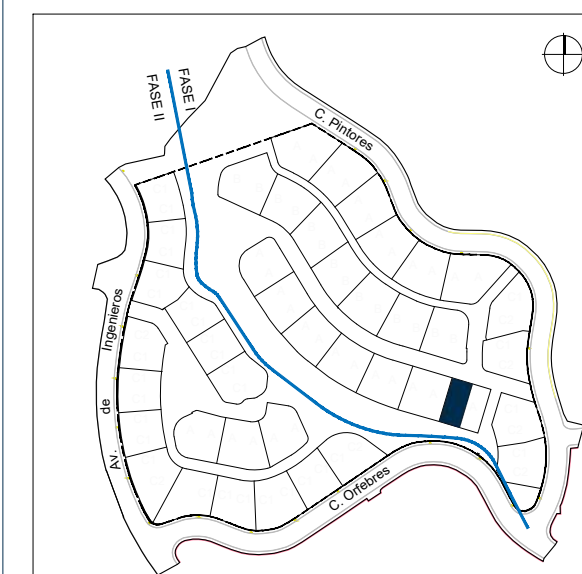 FASE I
FASE II
C. Pintores
Av. de Ingenieros
C. Orfebres